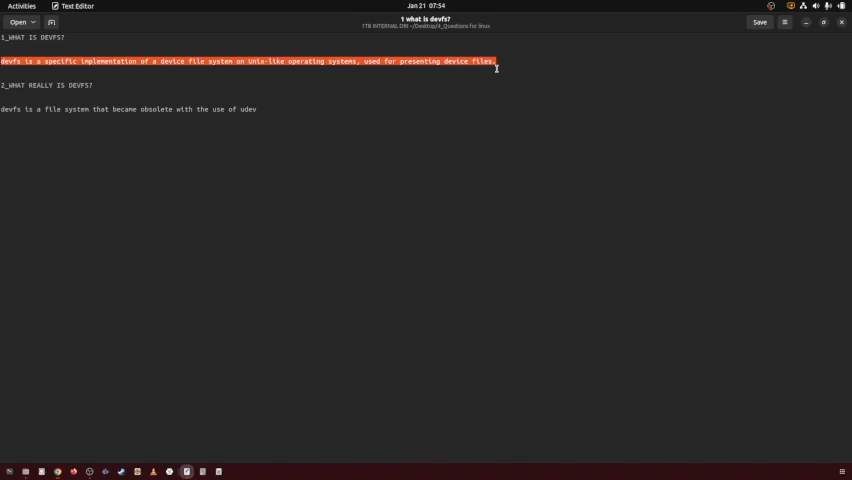 Activities
Text Editor
Jan 21 07:54
Open
1 what is devfs?
1TB INTERNAL DRI ~/Desktop/4_Questions for linux
Save
1_WHAT IS DEVFS?
devfs is a specific implementation of a device file system on Unix-like operating systems, used for presenting device files.
2_WHAT REALLY IS DEVFS?
devfs is a file system that became obsolete with the use of udev